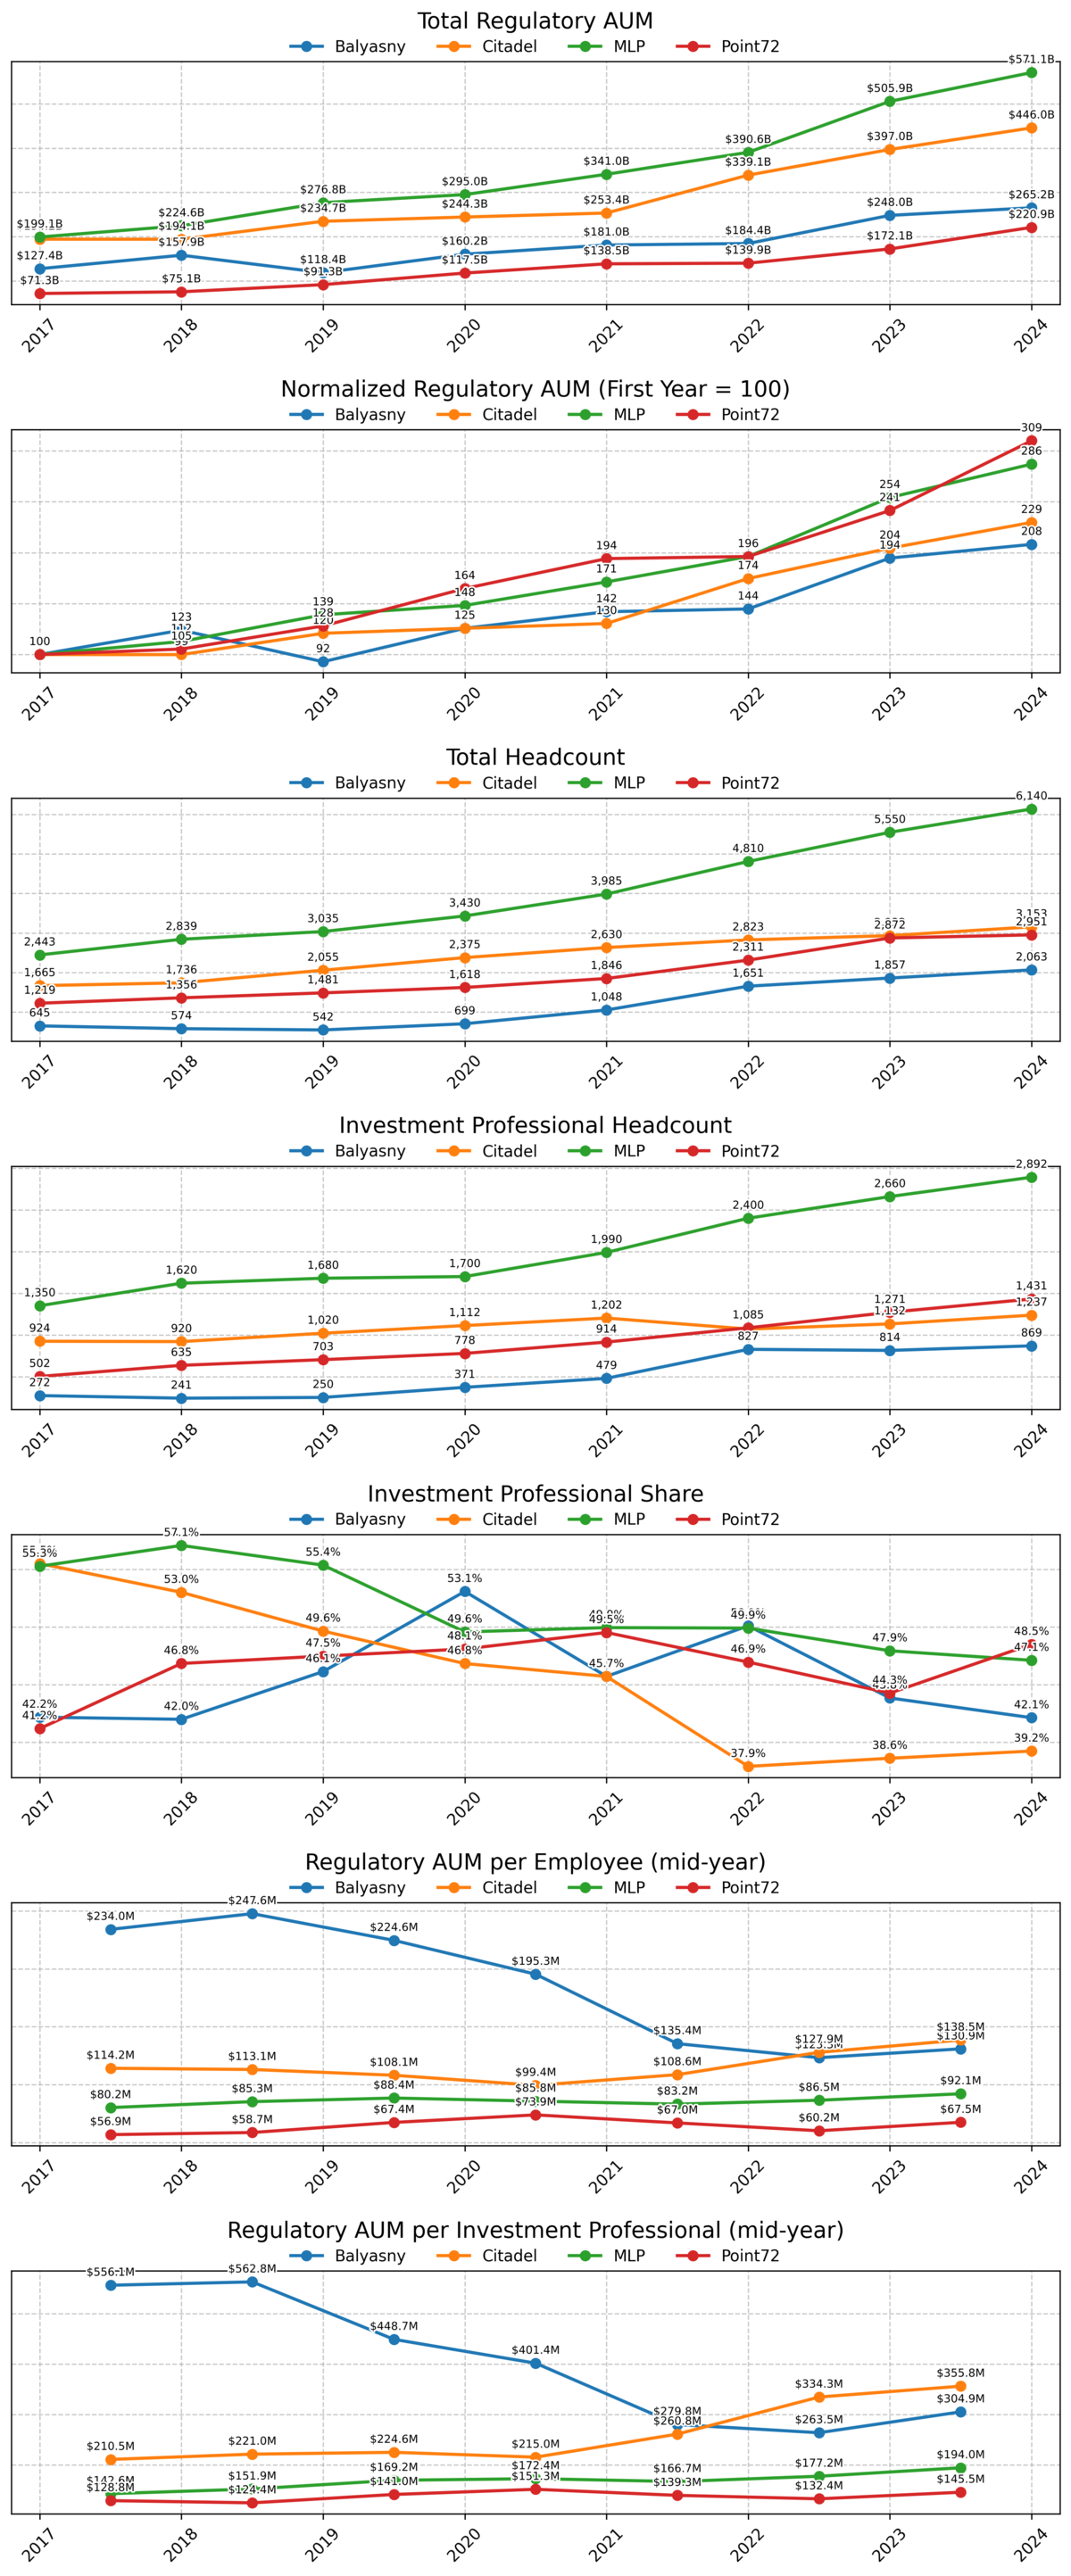 Total Regulatory AUM
Balyasny Citadel MLP Point72
$571.1B
$505.9B
$446.0B
$390.6B $397.0B
$341.0B $339.1B
$276.8B $295.0B
$199.1B $224.6B $234.7B $244.3B $253.4B $248.0B $265.2B
$194.1B
$127.4B $157.9B $118.4B $160.2B $181.0B $184.4B $220.9B
$71.3B $75.1B $91.3B $117.5B $138.5B $139.9B $172.1B
2017 2018 2019 2020 2021 2022 2023 2024
Normalized Regulatory AUM (First Year = 100)
Balyasny Citadel MLP Point72
309
286
254
241
194 196 204 229
164 171 174 194 208
139 148 142 144
123 128 125 130
100 112 105 99 120 92
2017 2018 2019 2020 2021 2022 2023 2024
Total Headcount
Balyasny Citadel MLP Point72
6,140
5,550
4,810
3,985
2,443 2,839 3,035 3,430
1,665 1,736 2,055 2,375 2,630 2,823 2,872 3,153
2,951
1,219 1,356 1,481 1,618 1,846 2,311
645 574 542 699 1,048 1,651 1,857 2,063
2017 2018 2019 2020 2021 2022 2023 2024
Investment Professional Headcount
Balyasny Citadel MLP Point72
2,892
2,660
2,400
1,990
1,350 1,620 1,680 1,700
924 920 1,020 1,112 1,202 1,085 1,271 1,431
1,132 1,237
502 635 703 778 914
272 241 250 371 479 827 814 869
2017 2018 2019 2020 2021 2022 2023 2024
Investment Professional Share
Balyasny Citadel MLP Point72
55.3% 57.1% 55.4%
53.0% 53.1%
49.6% 49.6% 49.5% 49.9%
46.8% 47.5% 48.1% 46.9% 47.9% 48.5%
46.1% 46.8% 45.7% 44.3% 47.1%
42.2% 42.0% 42.1%
41.2%
37.9% 38.6% 39.2%
2017 2018 2019 2020 2021 2022 2023 2024
Regulatory AUM per Employee (mid-year)
Balyasny Citadel MLP Point72
$234.0M $247.6M $224.6M
$195.3M
$135.4M $127.9M $138.5M
$130.9M
$114.2M $113.1M $108.1M $99.4M $108.6M
$80.2M $85.3M $88.4M $85.8M $83.2M $86.5M $92.1M
$56.9M $58.7M $67.4M $73.9M $67.0M $60.2M $67.5M
2017 2018 2019 2020 2021 2022 2023 2024
Regulatory AUM per Investment Professional (mid-year)
Balyasny Citadel MLP Point72
$556.1M $562.8M
$448.7M
$401.4M
$279.8M $334.3M $355.8M
$260.8M $263.5M $304.9M
$210.5M $221.0M $224.6M $215.0M
$142.6M $151.9M $169.2M $172.4M $166.7M $177.2M $194.0M
$128.8M $124.4M $141.0M $151.3M $139.3M $132.4M $145.5M
2017 2018 2019 2020 2021 2022 2023 2024